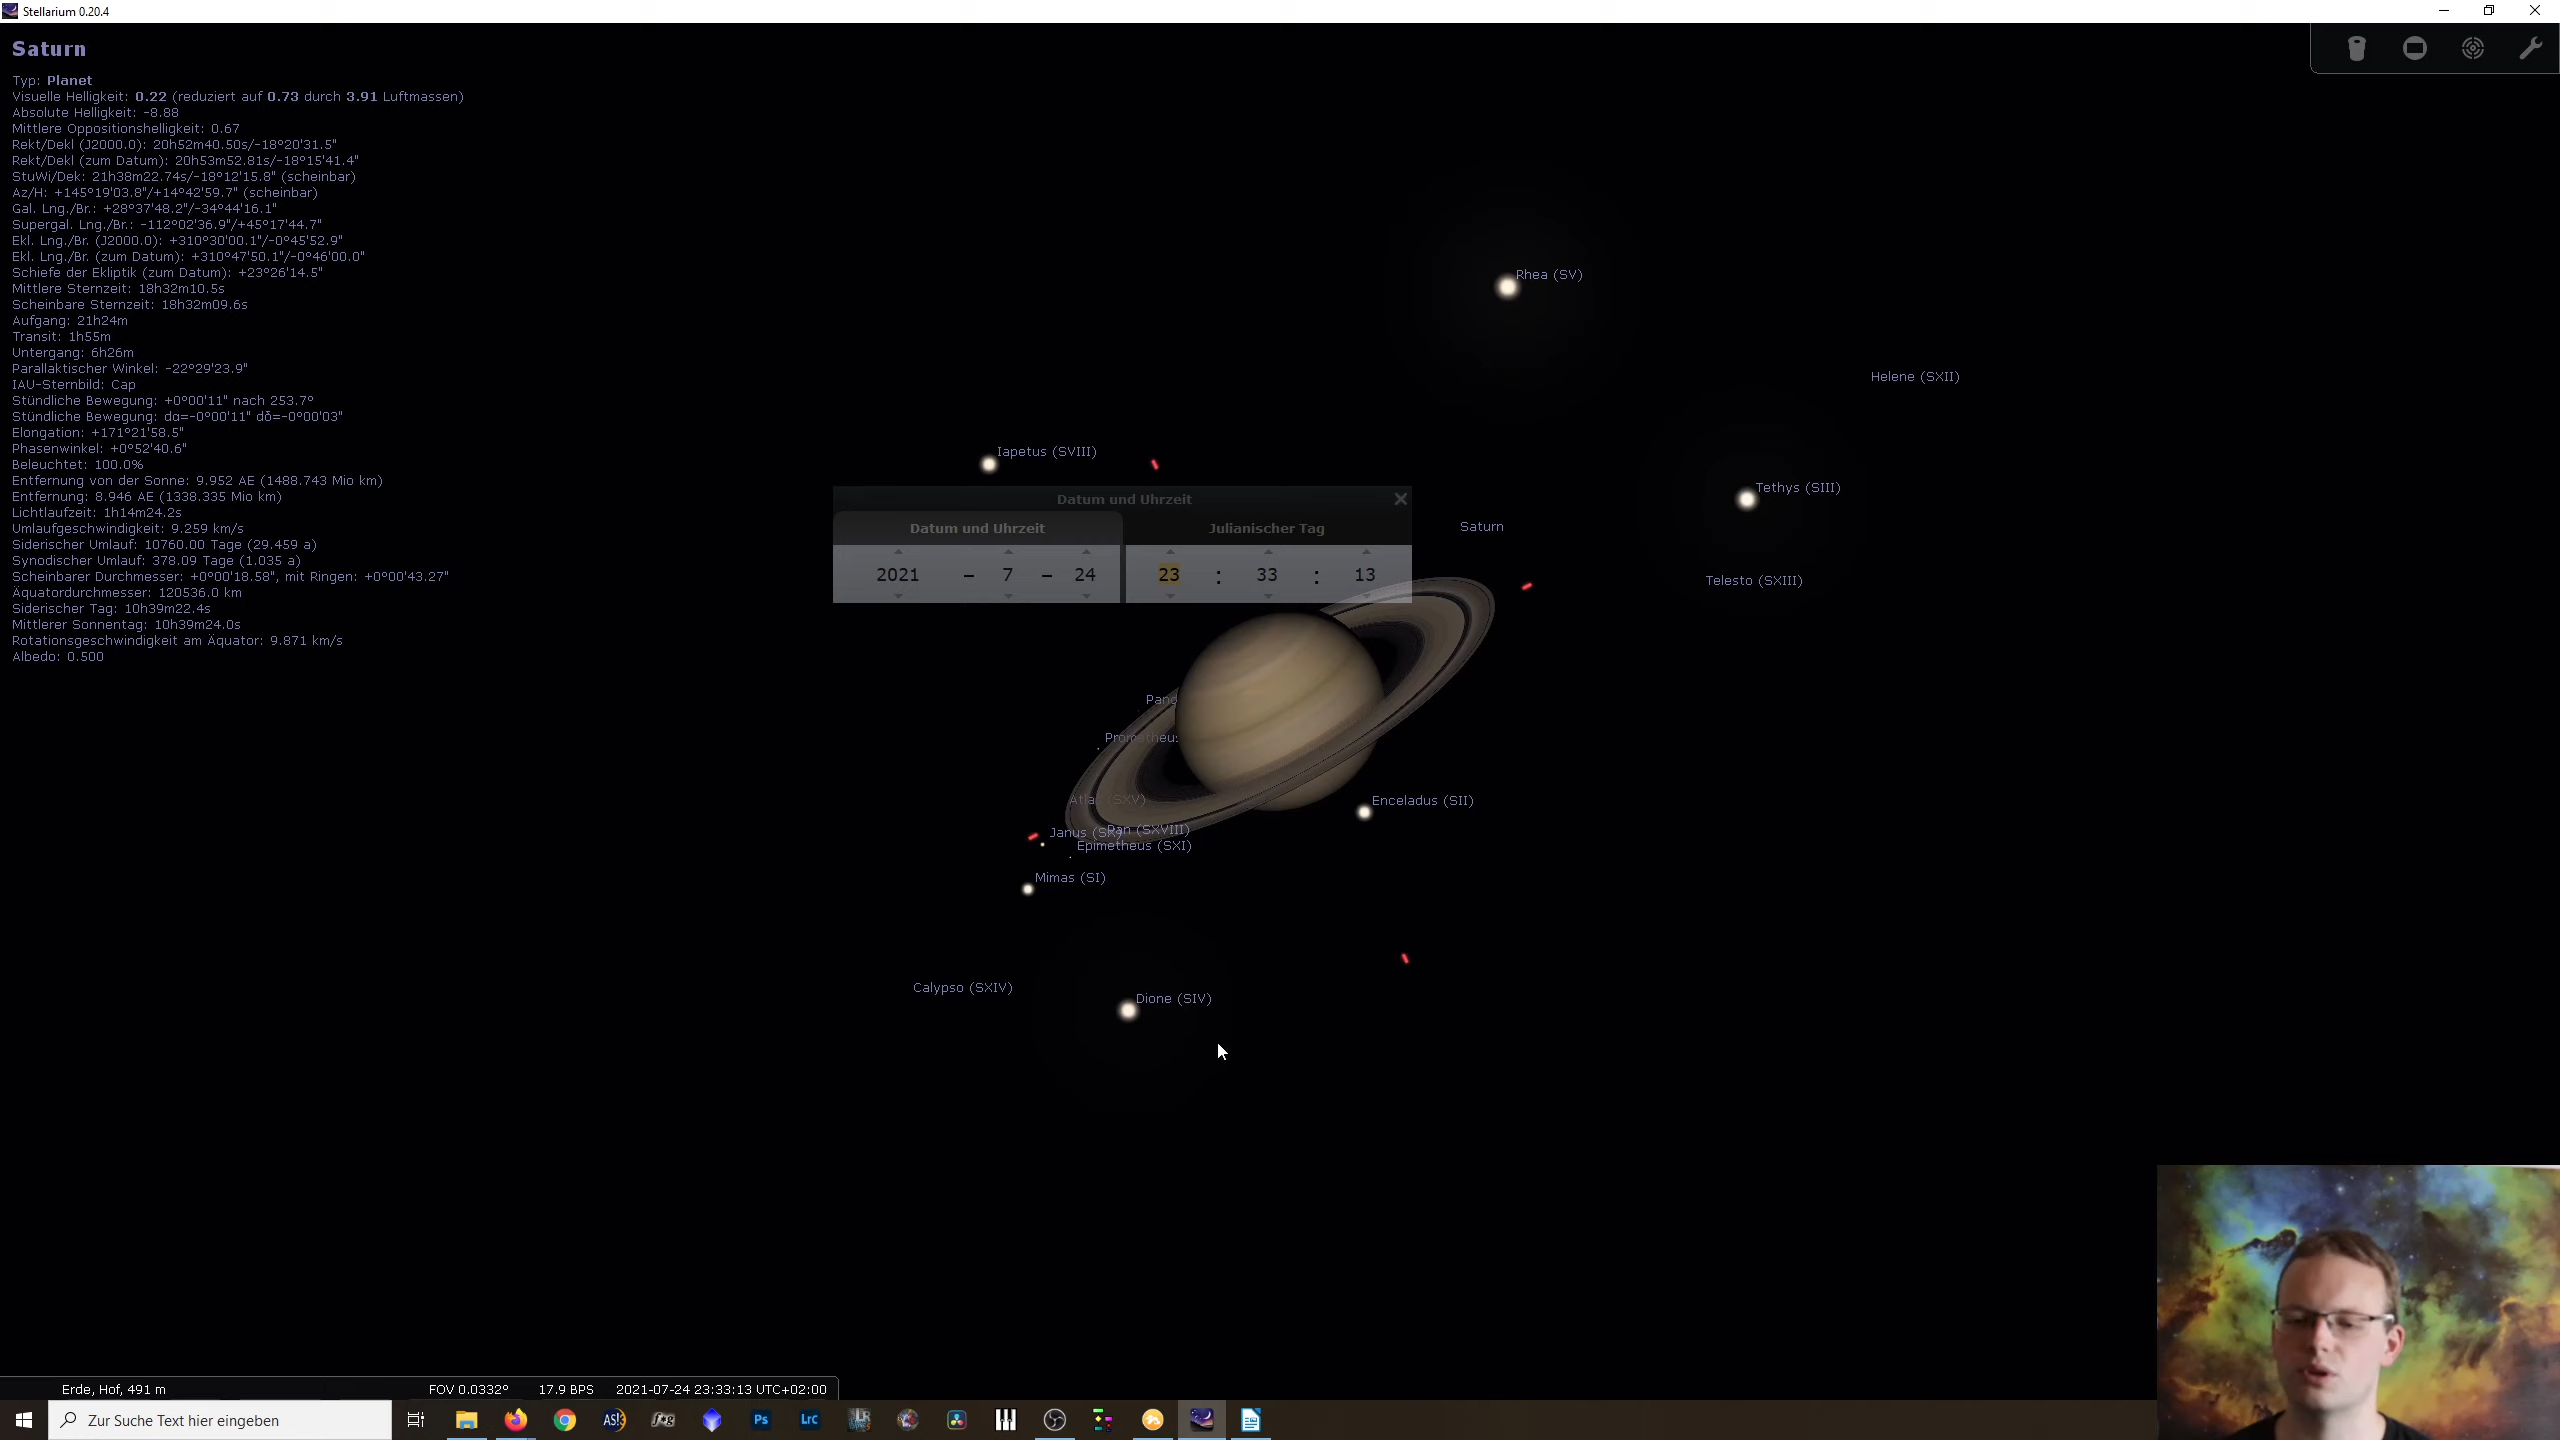 Stellarium 0.20.4
Saturn
Typ: Planet
Visuelle Helligkeit: 0.22 (reduziert auf 0.73 durch 3.91 Luftmassen)
Absolute Helligkeit: -8.88
Mittlere Oppositionshelligkeit: 0.67
Rekt/Dekl (J2000.0): 20h52m40.50s/-18°20'31.5"
Rekt/Dekl (zum Datum): 20h53m52.81s/-18°15'41.4"
StuWi/Dek: 21h38m22.74s/-18°12'15.8" (scheinbar)
Az/H: +145°19'03.8"/+14°42'59.7" (scheinbar)
Gal. Lng./Br.: +28°37'48.2"/-34°44'16.1"
Supergal. Lng./Br.: -112°02'36.9"/+45°17'44.7"
Ekl. Lng./Br. (J2000.0): +310°30'00.1"/-0°45'52.9"
Ekl. Lng./Br. (zum Datum): +310°47'50.1"/-0°46'00.0"
Schiefe der Ekliptik (zum Datum): +23°26'14.5"
Mittlere Sternzeit: 18h32m10.5s
Scheinbare Sternzeit: 18h32m09.6s
Aufgang: 21h24m
Transit: 1h55m
Untergang: 6h26m
Parallaktischer Winkel: -22°29'23.9"
IAU-Sternbild: Cap
Stündliche Bewegung: +0°00'11" nach 253.7°
Stündliche Bewegung: dα=-0°00'11" dδ=-0°00'03"
Elongation: +171°21'58.5"
Phasenwinkel: +0°52'40.6"
Beleuchtet: 100.0%
Entfernung von der Sonne: 9.952 AE (1488.743 Mio km)
Entfernung: 8.946 AE (1338.335 Mio km)
Lichtlaufzeit: 1h14m24.2s
Umlaufgeschwindigkeit: 9.259 km/s
Siderischer Umlauf: 10760.00 Tage (29.459 a)
Synodischer Umlauf: 378.09 Tage (1.035 a)
Scheinbarer Durchmesser: +0°00'18.58", mit Ringen: +0°00'43.27"
Äquatordurchmesser: 120536.0 km
Siderischer Tag: 10h39m22.4s
Mittlerer Sonnentag: 10h39m24.0s
Rotationsgeschwindigkeit am Äquator: 9.871 km/s
Albedo: 0.500
Rhea (SV)
Helene (SXII)
Iapetus (SVIII)
Tethys (SIII)
Datum und Uhrzeit
Datum und Uhrzeit
Julianischer Tag
2021 - 7 - 24
23 : 33 : 13
Saturn
Telesto (SXIII)
Pand
Prometheu
Atlas (SXV)
Enceladus (SII)
Janus (SX)
Pan (SXVIII)
Epimetheus (SXI)
Mimas (SI)
Calypso (SXIV)
Dione (SIV)
Erde, Hof, 491 m
FOV 0.0332°
17.9 BPS
2021-07-24 23:33:13 UTC+02:00
Zur Suche Text hier eingeben
AS!
Ps
Lrc